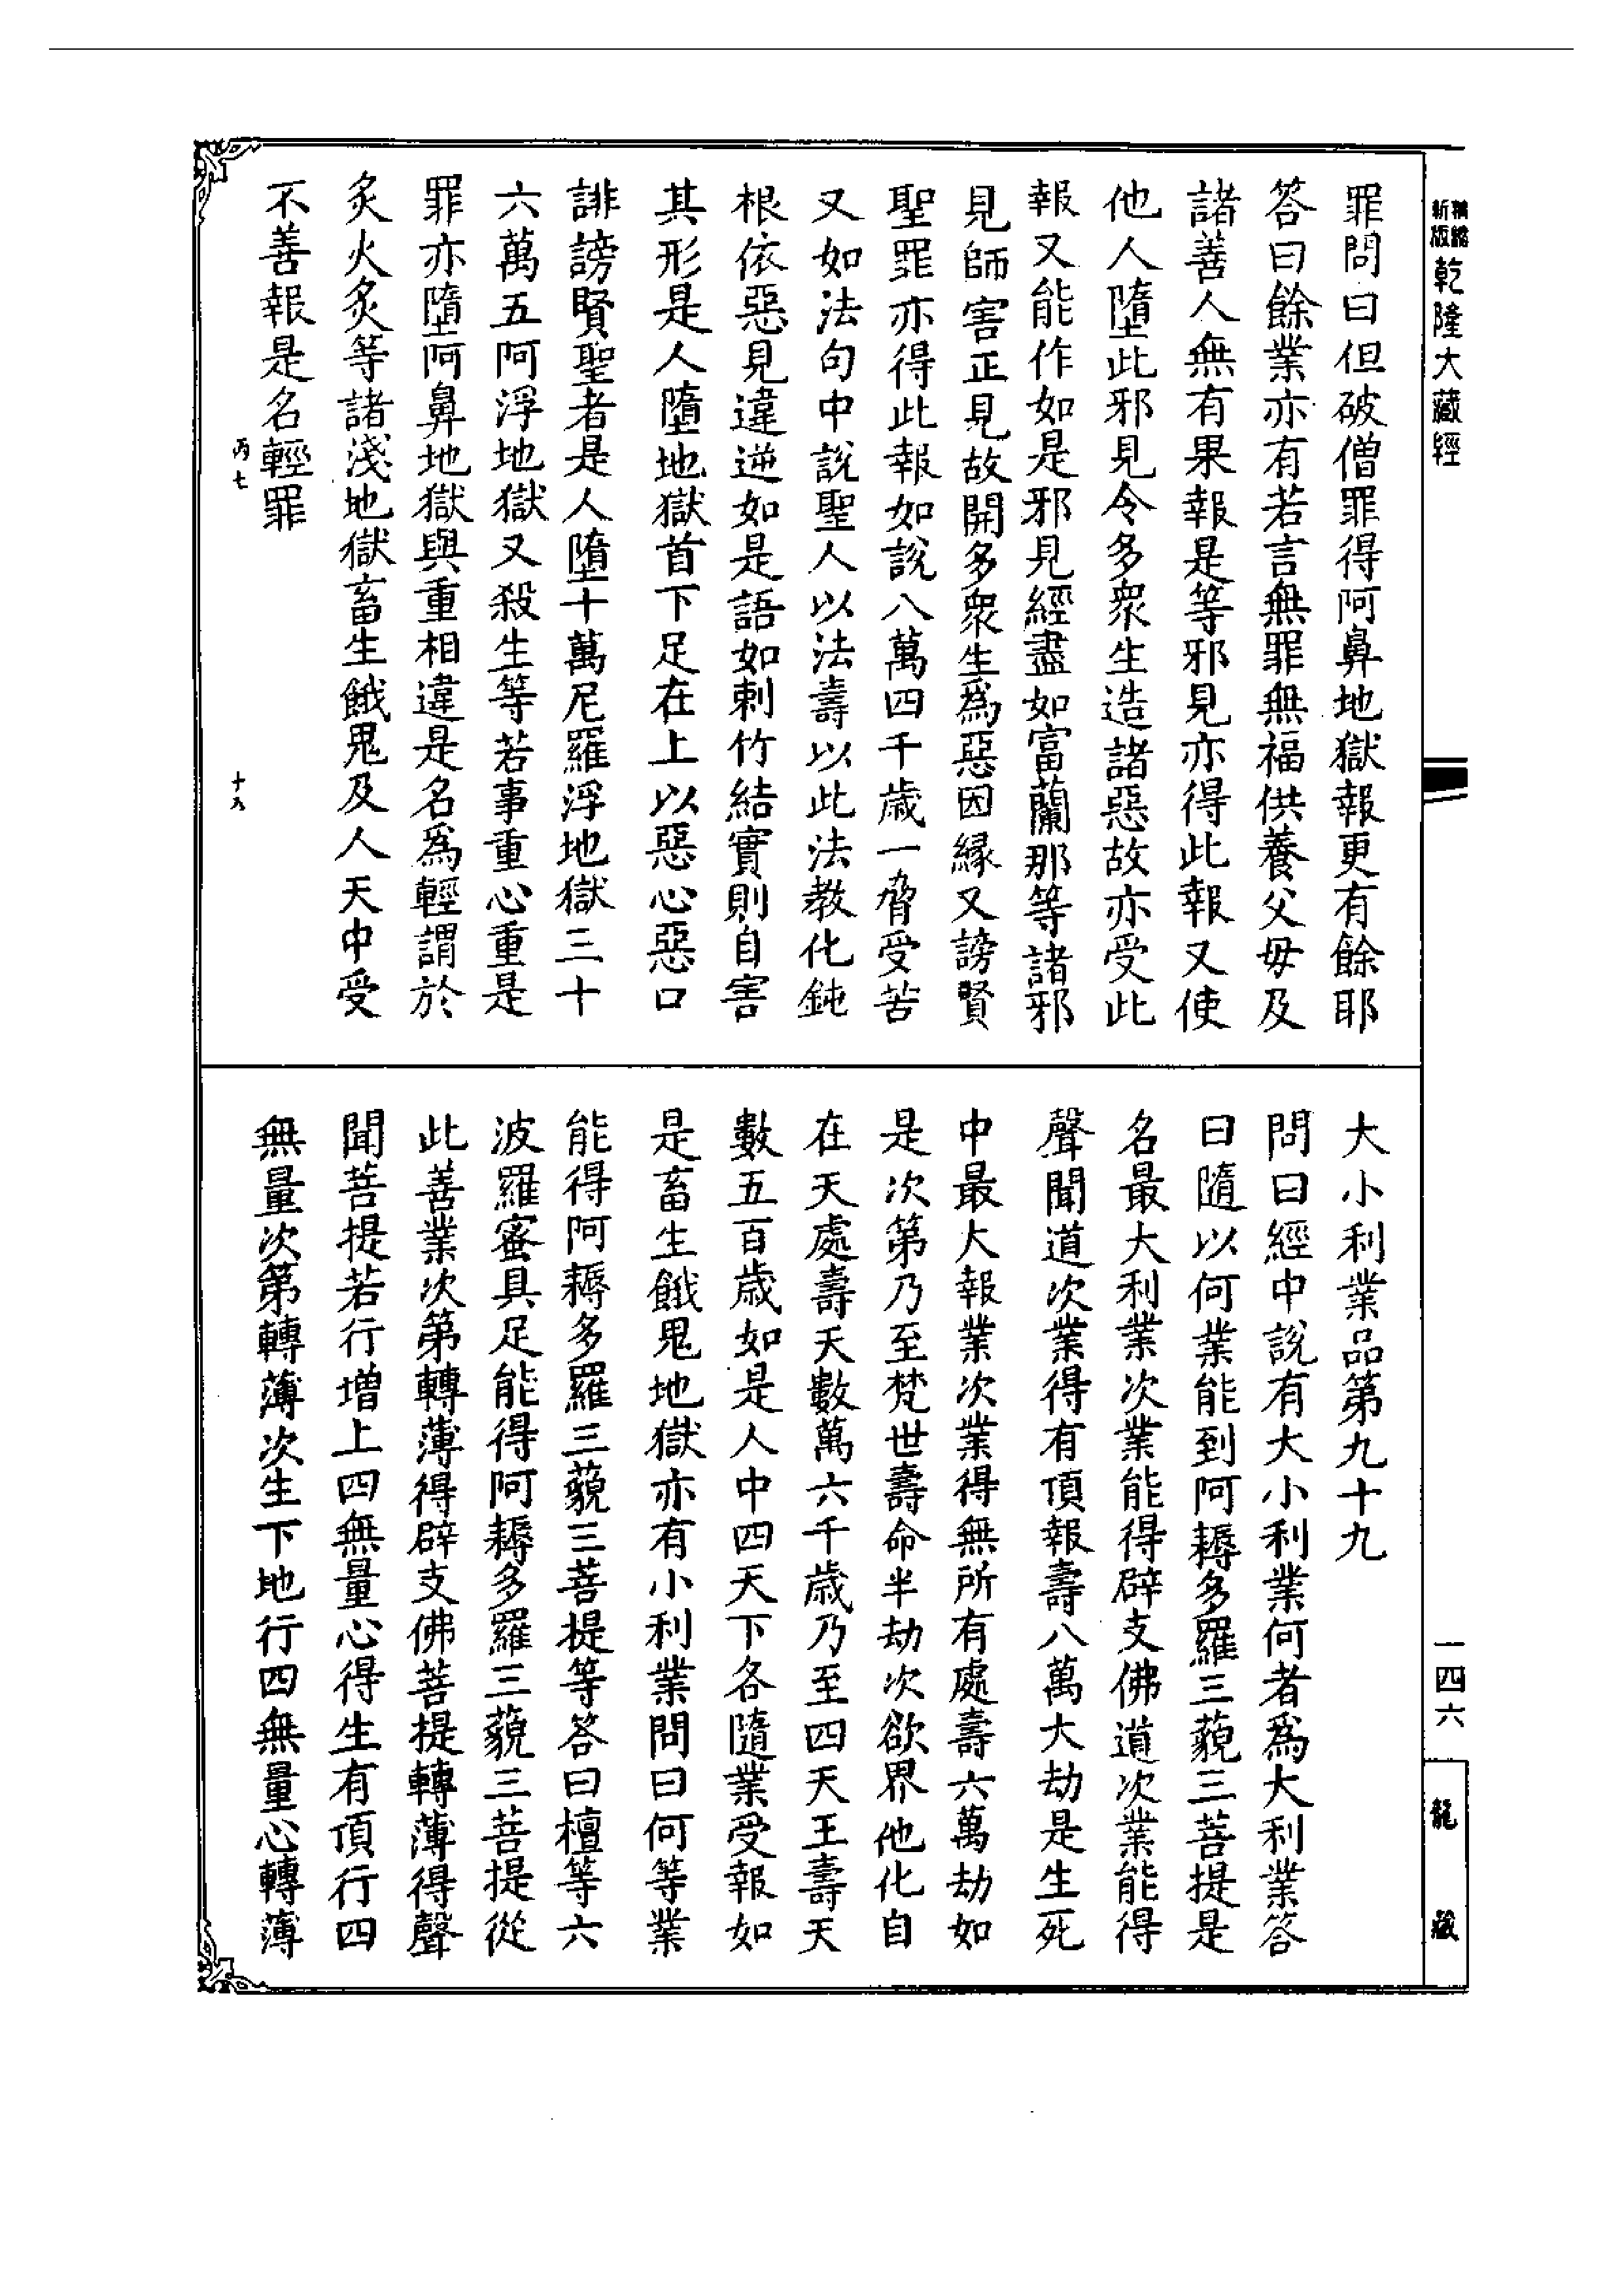 精縮新版乾隆大藏經
罪問曰但破僧罪得阿鼻地獄報更有餘耶
答曰餘業亦有若言無罪無福供養父毋及
諸善人無有果報是等邪見亦得此報又使
他人墮此邪見令多衆生造諸惡故亦受此
報又能作如是邪見經盡如富蘭那等諸邪
見師害正見故開多衆生爲惡因緣又謗賢
聖罪亦得此報如說八萬四千歲一脅受苦
又如法句中說聖人以法壽以此法教化鈍
根依惡見違逆如是語如刺竹結實則自害
其形是人墮地獄首下足在上以惡心惡口
誹謗賢聖者是人墮十萬尼羅浮地獄三十
六萬五阿浮地獄又殺生等若事重心重是
罪亦墮阿鼻地獄與重相違是名爲輕謂於
炙火炙等諸淺地獄畜生餓鬼及人天中受
不善報是名輕罪
丙七
十八
大小利業品第九十九
問曰經中說有大小利業何者爲大利業答
曰隨以何業能到阿耨多羅三藐三菩提是
名最大利業次業能得辟支佛道次業能得
聲聞道次業得有頂報壽八萬大劫是生死
中最大報業次業得無所有處壽六萬劫如
是次第乃至梵世壽命半劫次欲界他化自
在天處壽天數萬六千歲乃至四天王壽天
數五百歲如是人中四天下各隨業受報如
是畜生餓鬼地獄亦有小利業問曰何等業
能得阿耨多羅三藐三菩提等答曰檀等六
波羅蜜具足能得阿耨多羅三藐三菩提從
此善業次第轉薄得辟支佛菩提轉薄得聲
聞菩提若行增上四無量心得生有頂行四
無量次第轉薄次生下地行四無量心轉薄
一四六
龍藏